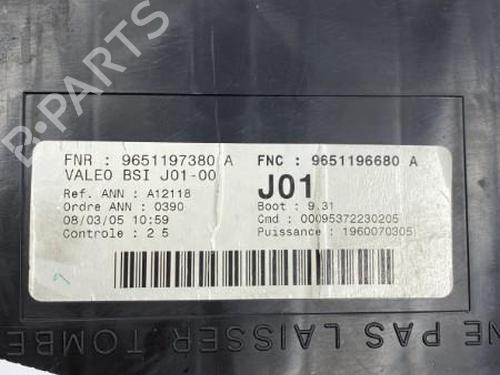 B-PARTS
FNR : 9651197380 A
FNC : 9651196680 A
VALEO BSI J01-00
J01
Ref. ANN : A12118
Ordre ANN : 0390
Boot : 9.31
08/03/05 10:59
Cmd : 00095372230205
Controle : 2 5
Puissance : 1960070305
NE PAS LAISSER TOMBE